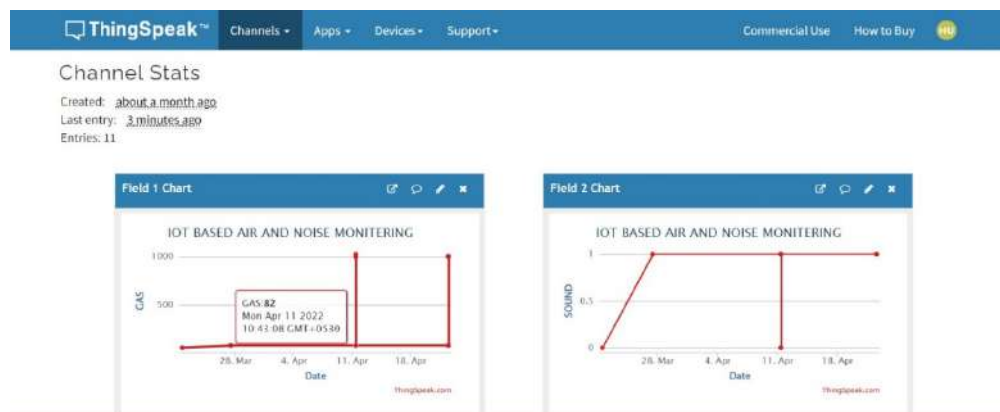 ThingSpeak™ Channels Apps Devices Support Commercial Use How to Buy HU
Channel Stats
Created: about a month ago
Last entry: 3 minutes ago
Entries: 11
Field 1 Chart
IOT BASED AIR AND NOISE MONITERING
1000
500
GAS
GAS:82
Mon Apr 11 2022
10:43:08 GMT+0530
28. Mar 4. Apr 11. Apr 18. Apr
Date
ThingSpeak.com
Field 2 Chart
IOT BASED AIR AND NOISE MONITERING
1
0.5
0
SOUND
28. Mar 4. Apr 11. Apr 18. Apr
Date
ThingSpeak.com